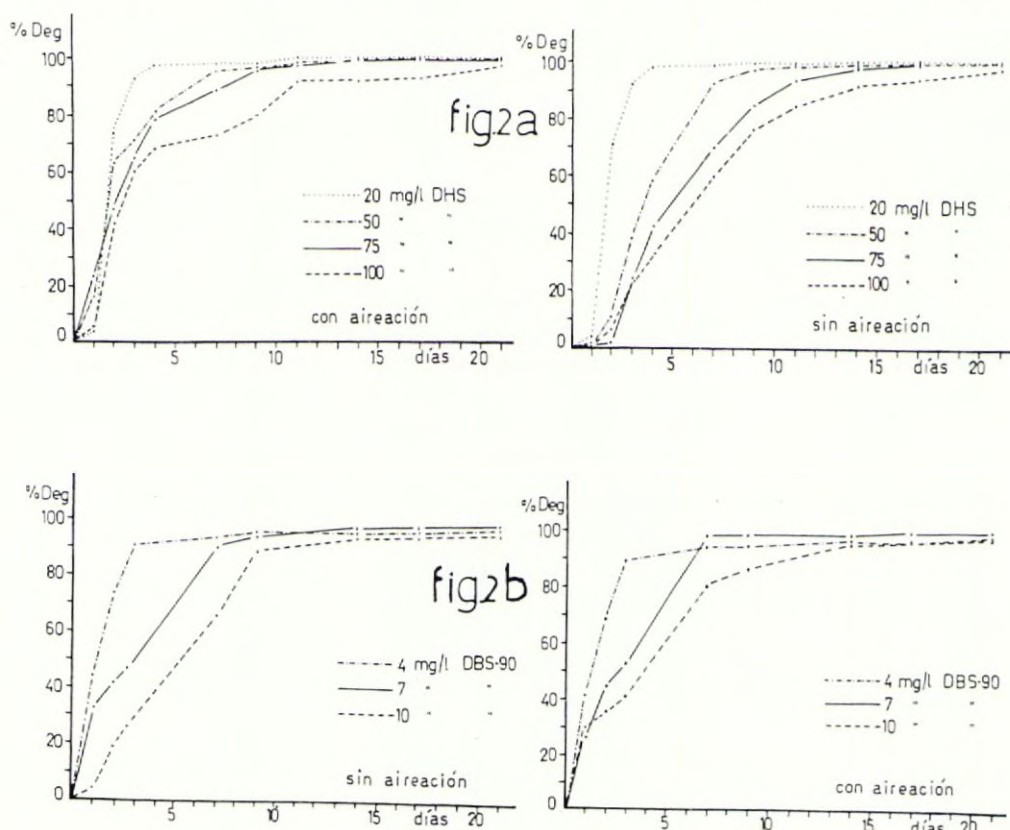 % Deg
100
80
60
40
20
0
20 mg/l DHS
50 " "
75 " "
100 " "
con aireación
5 10 15 días 20
fig.2a
% Deg
100
80
60
40
20
0
20 mg/l DHS
50 " "
75 " "
100 " "
sin aireación
5 10 15 días 20
% Deg
100
80
60
40
20
0
4 mg/l DBS-90
7 " "
10 " "
sin aireación
5 10 15 días 20
fig2b
% Deg
100
80
60
40
20
0
4 mg/l DBS-90
7 " "
10 " "
con aireación
5 10 15 días 20